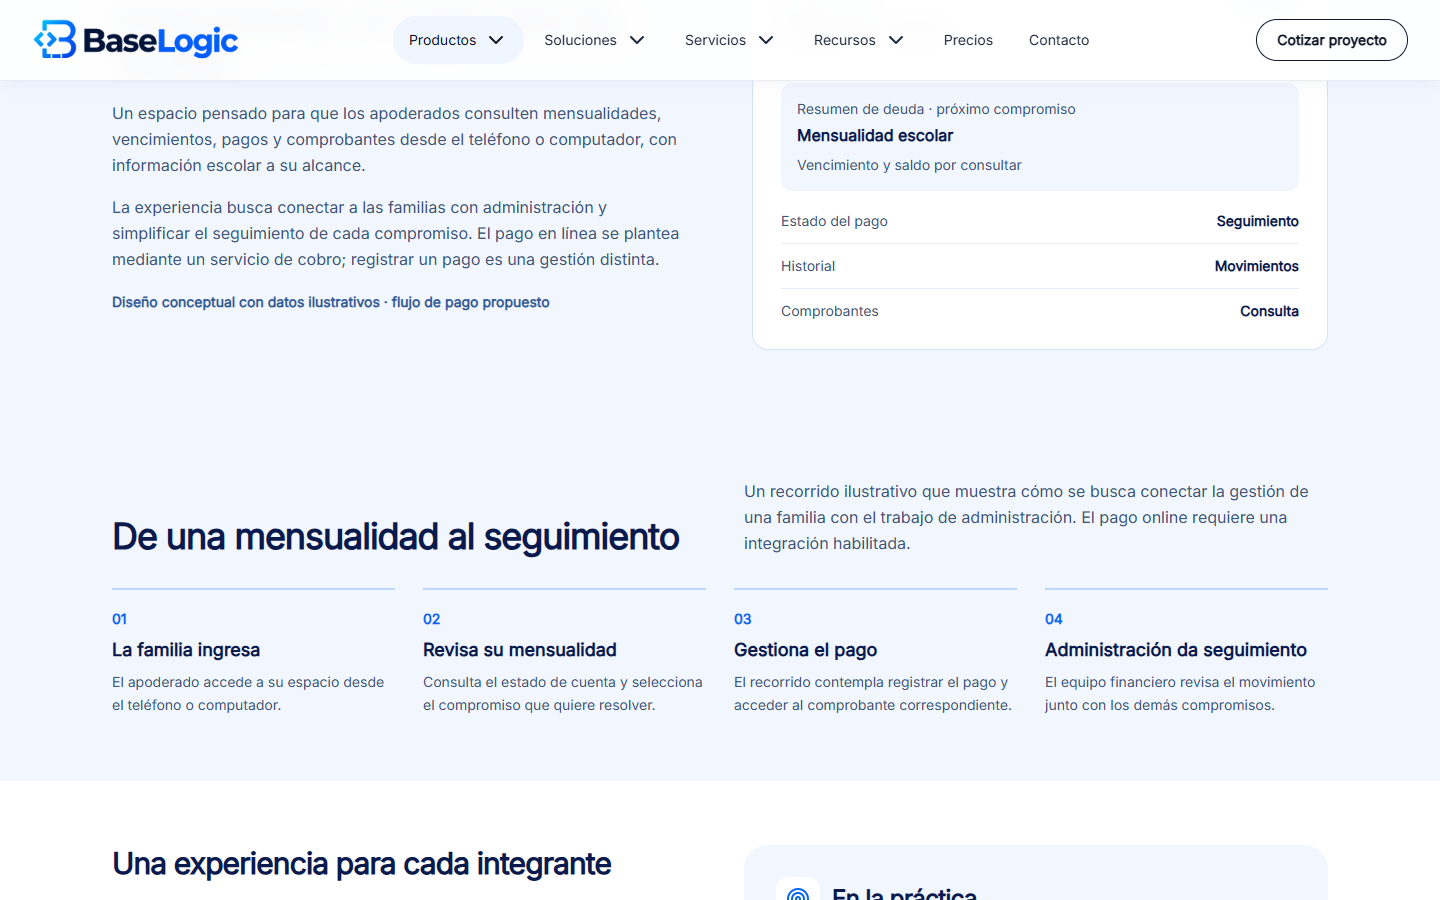 BaseLogic
Productos
Soluciones
Servicios
Recursos
Precios
Contacto
Cotizar proyecto
Un espacio pensado para que los apoderados consulten mensualidades,
vencimientos, pagos y comprobantes desde el teléfono o computador, con
información escolar a su alcance.
La experiencia busca conectar a las familias con administración y
simplificar el seguimiento de cada compromiso. El pago en línea se plantea
mediante un servicio de cobro; registrar un pago es una gestión distinta.
Diseño conceptual con datos ilustrativos · flujo de pago propuesto
Resumen de deuda · próximo compromiso
Mensualidad escolar
Vencimiento y saldo por consultar
Estado del pago Seguimiento
Historial Movimientos
Comprobantes Consulta
De una mensualidad al seguimiento
Un recorrido ilustrativo que muestra cómo se busca conectar la gestión de
una familia con el trabajo de administración. El pago online requiere una
integración habilitada.
01
La familia ingresa
El apoderado accede a su espacio desde
el teléfono o computador.
02
Revisa su mensualidad
Consulta el estado de cuenta y selecciona
el compromiso que quiere resolver.
03
Gestiona el pago
El recorrido contempla registrar el pago y
acceder al comprobante correspondiente.
04
Administración da seguimiento
El equipo financiero revisa el movimiento
junto con los demás compromisos.
Una experiencia para cada integrante
En la práctica